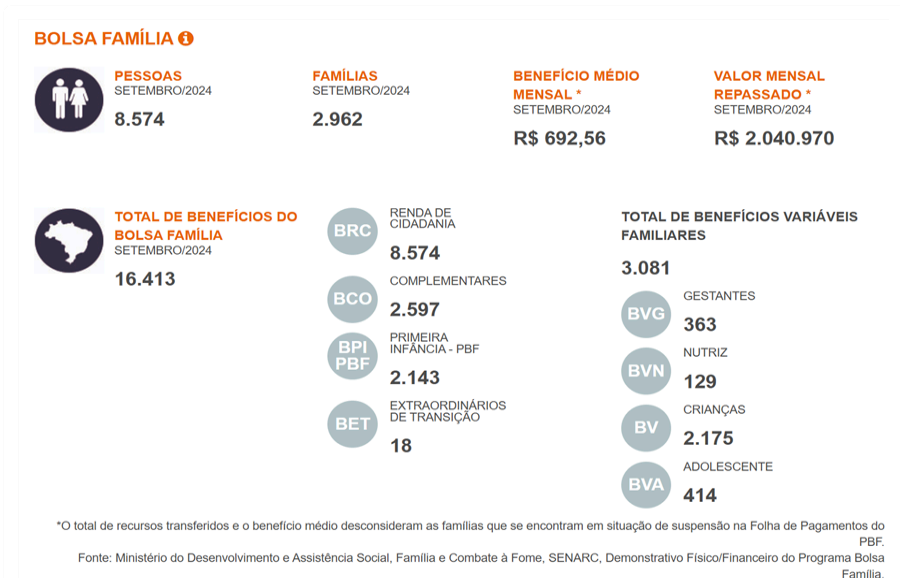 BOLSA FAMÍLIA
PESSOAS
SETEMBRO/2024
8.574
FAMÍLIAS
SETEMBRO/2024
2.962
BENEFÍCIO MÉDIO
MENSAL *
SETEMBRO/2024
R$ 692,56
VALOR MENSAL
REPASSADO *
SETEMBRO/2024
R$ 2.040.970
TOTAL DE BENEFÍCIOS DO
BOLSA FAMÍLIA
SETEMBRO/2024
16.413
BRC
RENDA DE
CIDADANIA
8.574
BCO
COMPLEMENTARES
2.597
BPI
PBF
PRIMEIRA
INFÂNCIA - PBF
2.143
BET
EXTRAORDINÁRIOS
DE TRANSIÇÃO
18
TOTAL DE BENEFÍCIOS VARIÁVEIS
FAMILIARES
3.081
BVG
GESTANTES
363
BVN
NUTRIZ
129
BV
CRIANÇAS
2.175
BVA
ADOLESCENTE
414
*O total de recursos transferidos e o benefício médio desconsideram as famílias que se encontram em situação de suspensão na Folha de Pagamentos do
PBF.
Fonte: Ministério do Desenvolvimento e Assistência Social, Família e Combate à Fome, SENARC, Demonstrativo Físico/Financeiro do Programa Bolsa
Família.